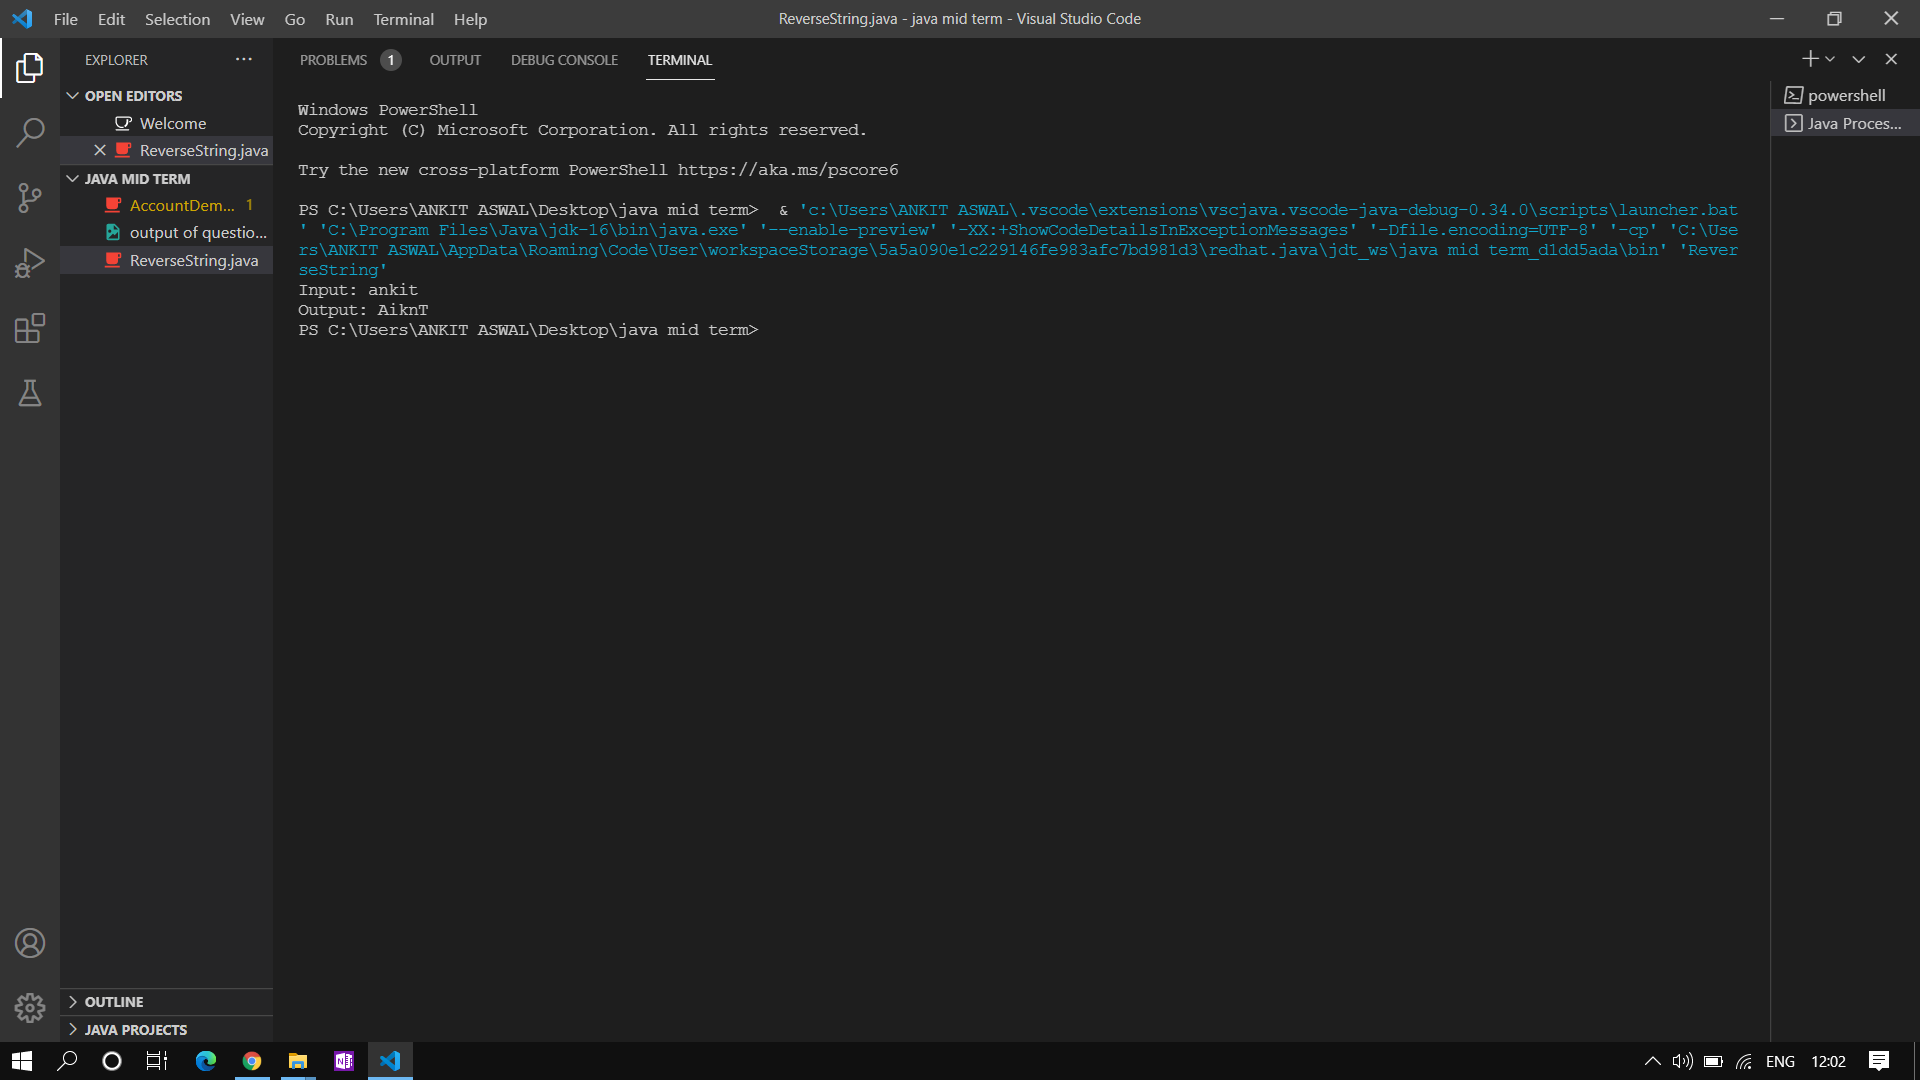 File Edit Selection View Go Run Terminal Help
ReverseString.java - java mid term - Visual Studio Code
EXPLORER
OPEN EDITORS
Welcome
ReverseString.java
JAVA MID TERM
AccountDem... 1
output of questio...
ReverseString.java
OUTLINE
JAVA PROJECTS
PROBLEMS 1 OUTPUT DEBUG CONSOLE TERMINAL
Windows PowerShell
Copyright (C) Microsoft Corporation. All rights reserved.
Try the new cross-platform PowerShell https://aka.ms/pscore6
PS C:\Users\ANKIT ASWAL\Desktop\java mid term>  & 'c:\Users\ANKIT ASWAL\.vscode\extensions\vscjava.vscode-java-debug-0.34.0\scripts\launcher.bat
' 'C:\Program Files\Java\jdk-16\bin\java.exe' '--enable-preview' '-XX:+ShowCodeDetailsInExceptionMessages' '-Dfile.encoding=UTF-8' '-cp' 'C:\Use
rs\ANKIT ASWAL\AppData\Roaming\Code\User\workspaceStorage\5a5a090e1c229146fe983afc7bd981d3\redhat.java\jdt_ws\java mid term_d1dd5ada\bin' 'Rever
seString'
Input: ankit
Output: AiknT
PS C:\Users\ANKIT ASWAL\Desktop\java mid term>
powershell
Java Proces...
ENG 12:02